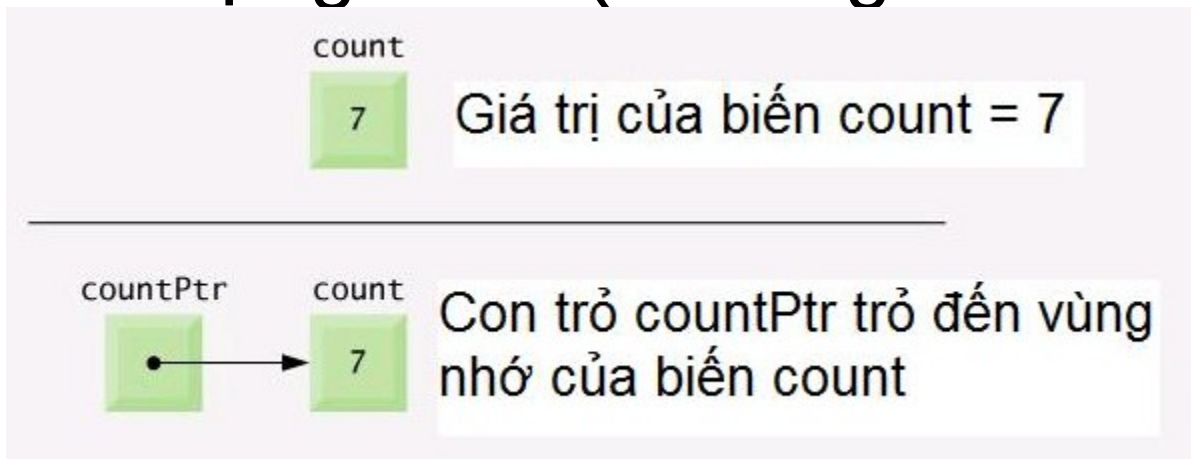 count
7
Giá trị của biến count = 7
countPtr
count
7
Con trỏ countPtr trỏ đến vùng
nhớ của biến count